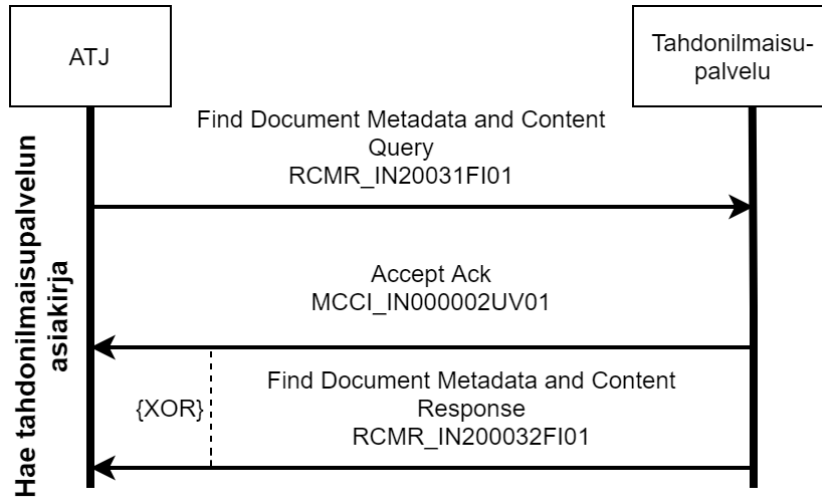 ATJ
Tahdonilmaisu-
palvelu
Find Document Metadata and Content
Query
RCMR_IN20031FI01
Hae tahdonilmaisupalvelun
asiakirja
Accept Ack
MCCI_IN000002UV01
{XOR}
Find Document Metadata and Content
Response
RCMR_IN200032FI01